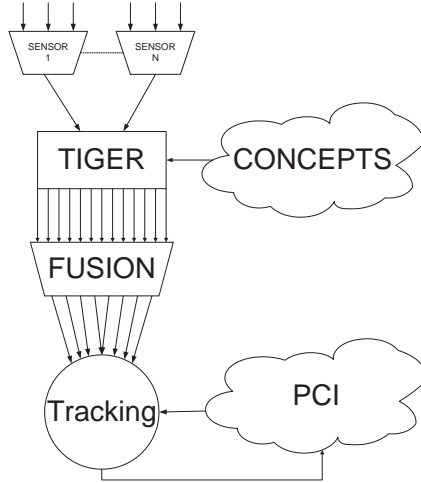 SENSOR
1
SENSOR
N
TIGER
CONCEPTS
FUSION
Tracking
PCI